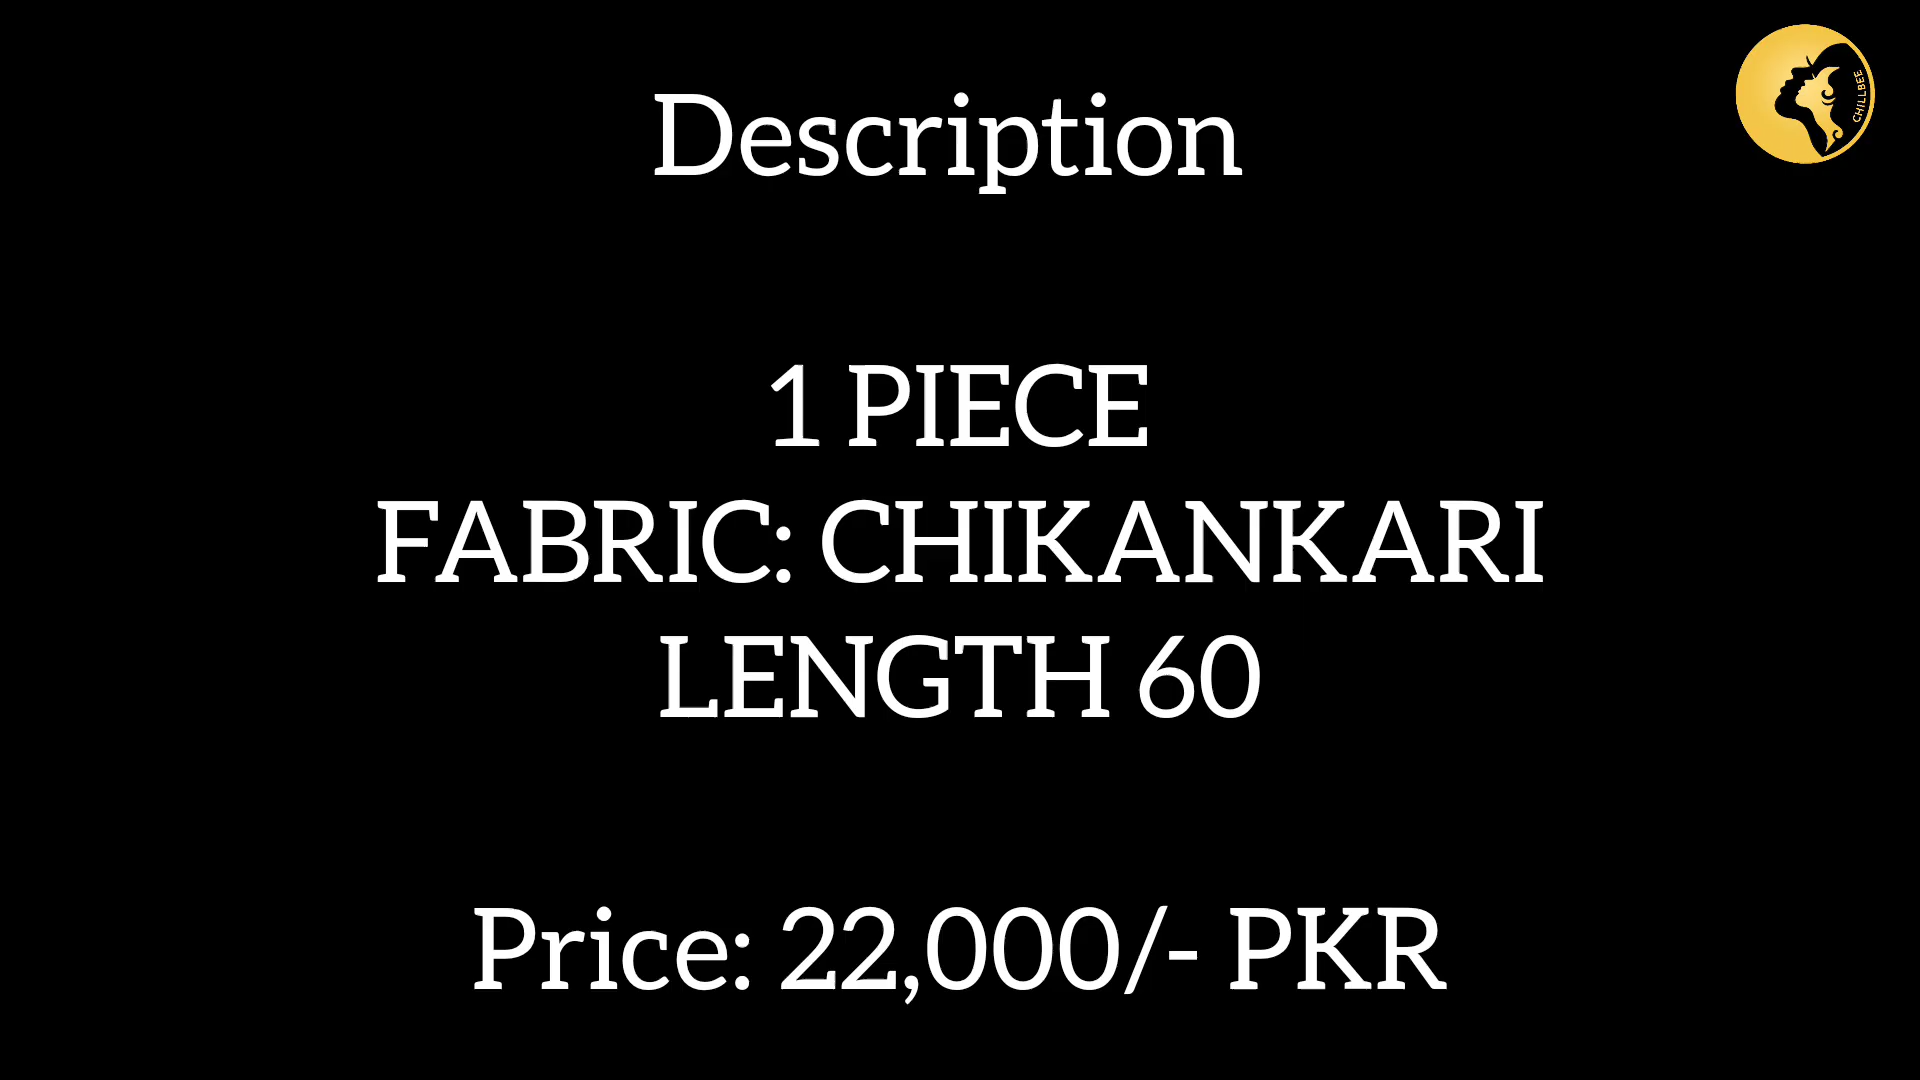 Description
CHILLBEE
1 PIECE
FABRIC: CHIKANKARI
LENGTH 60
Price: 22,000/- PKR